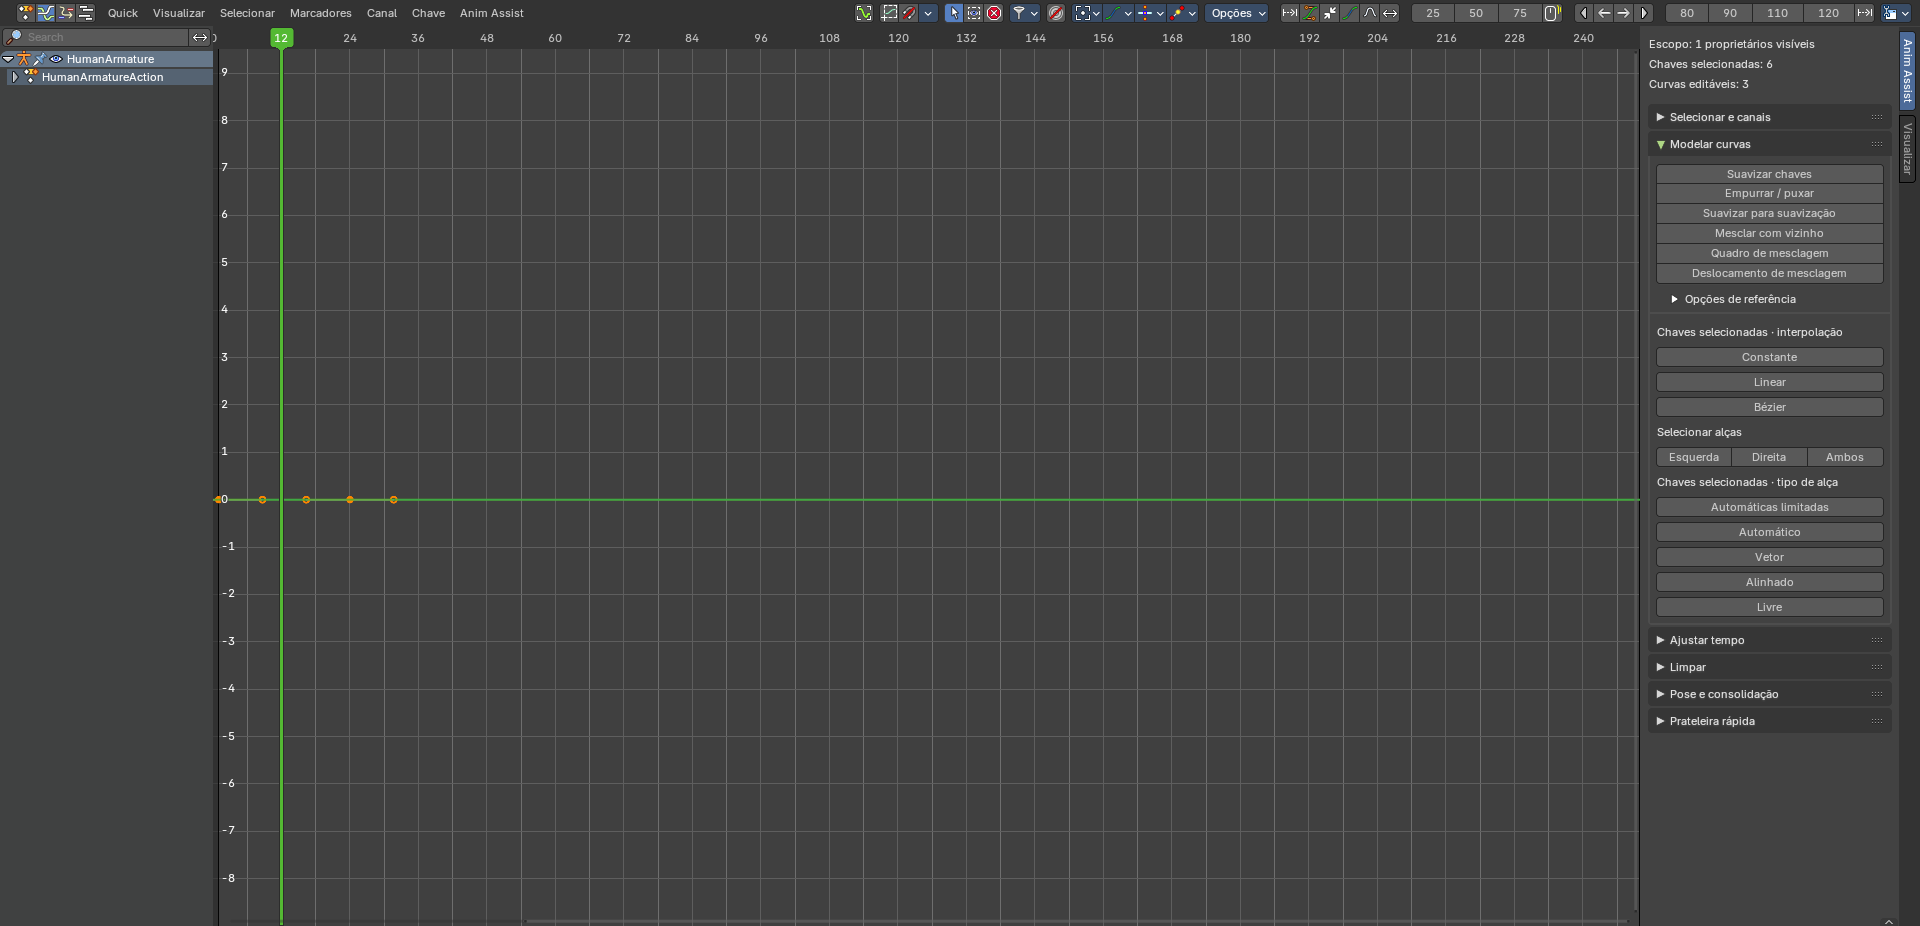 Quick Visualizar Selecionar Marcadores Canal Chave Anim Assist Opções 25 50 75 80 90 110 120
Search
12 24 36 48 60 72 84 96 108 120 132 144 156 168 180 192 204 216 228 240
HumanArmature
HumanArmatureAction
9
8
7
6
5
4
3
2
1
0
-1
-2
-3
-4
-5
-6
-7
-8
Escopo: 1 proprietários visíveis
Chaves selecionadas: 6
Curvas editáveis: 3
Selecionar e canais
Modelar curvas
Suavizar chaves
Empurrar / puxar
Suavizar para suavização
Mesclar com vizinho
Quadro de mesclagem
Deslocamento de mesclagem
Opções de referência
Chaves selecionadas · interpolação
Constante
Linear
Bézier
Selecionar alças
Esquerda Direita Ambos
Chaves selecionadas · tipo de alça
Automáticas limitadas
Automático
Vetor
Alinhado
Livre
Ajustar tempo
Limpar
Pose e consolidação
Prateleira rápida
Anim Assist
Visualizar